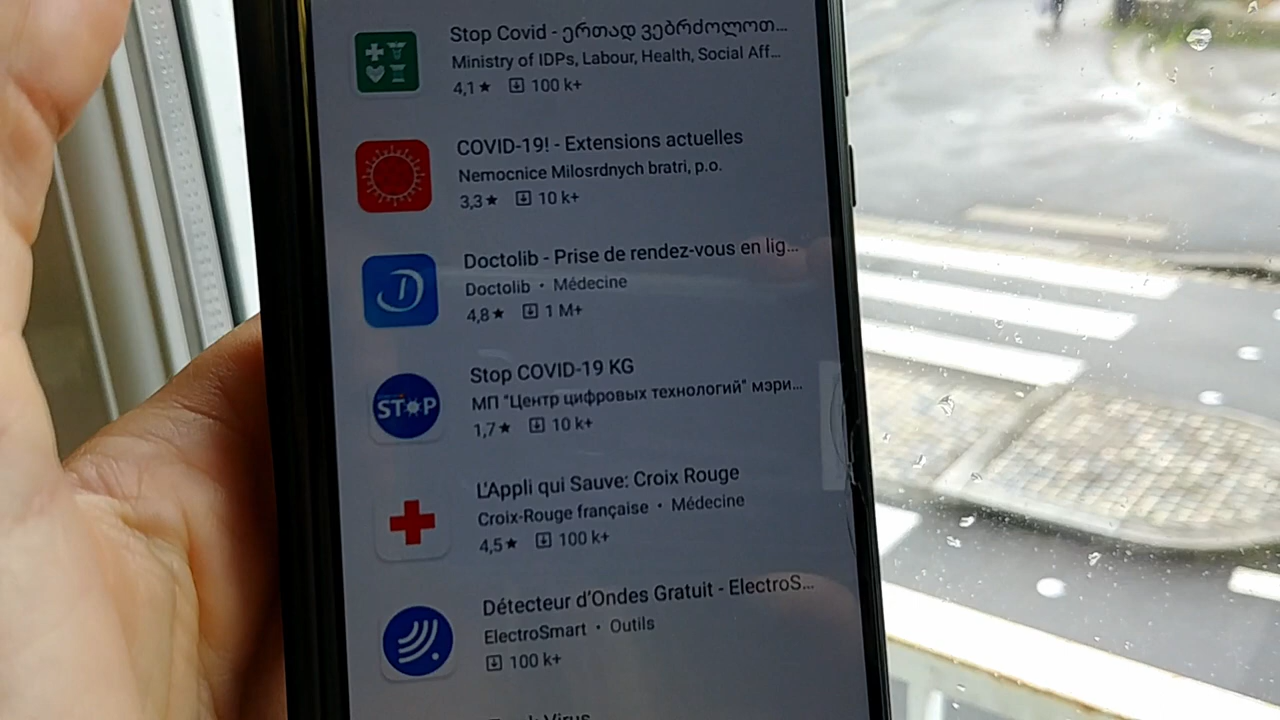 Stop Covid - ერთად ვებრძოლოთ...
Ministry of IDPs, Labour, Health, Social Aff...
4,1 ★ 100 k+
COVID-19! - Extensions actuelles
Nemocnice Milosrdnych bratri, p.o.
3,3 ★ 10 k+
Doctolib - Prise de rendez-vous en lig...
Doctolib • Médecine
4,8 ★ 1 M+
Stop COVID-19 KG
STOP
МП "Центр цифровых технологий" мэри...
1,7 ★ 10 k+
L'Appli qui Sauve: Croix Rouge
Croix-Rouge française • Médecine
4,5 ★ 100 k+
Détecteur d'Ondes Gratuit - ElectroS...
ElectroSmart • Outils
100 k+
Virus